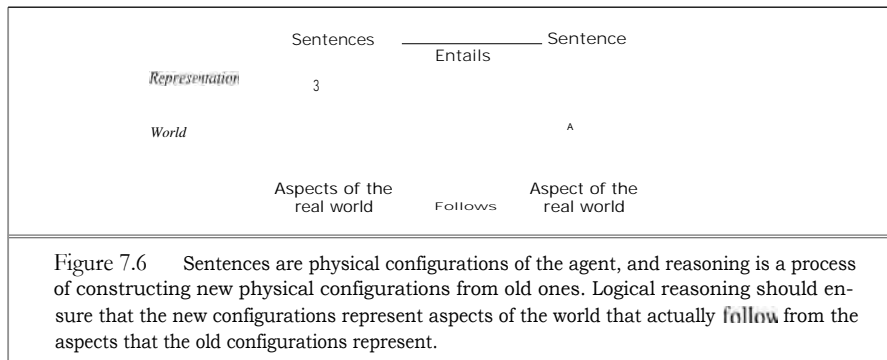 Sentences Sentence
Entails
Representation
3
World
A
Aspects of the Aspect of the
real world Follows real world
Figure 7.6 Sentences are physical configurations of the agent, and reasoning is a process
of constructing new physical configurations from old ones. Logical reasoning should en-
sure that the new configurations represent aspects of the world that actually follow from the
aspects that the old configurations represent.